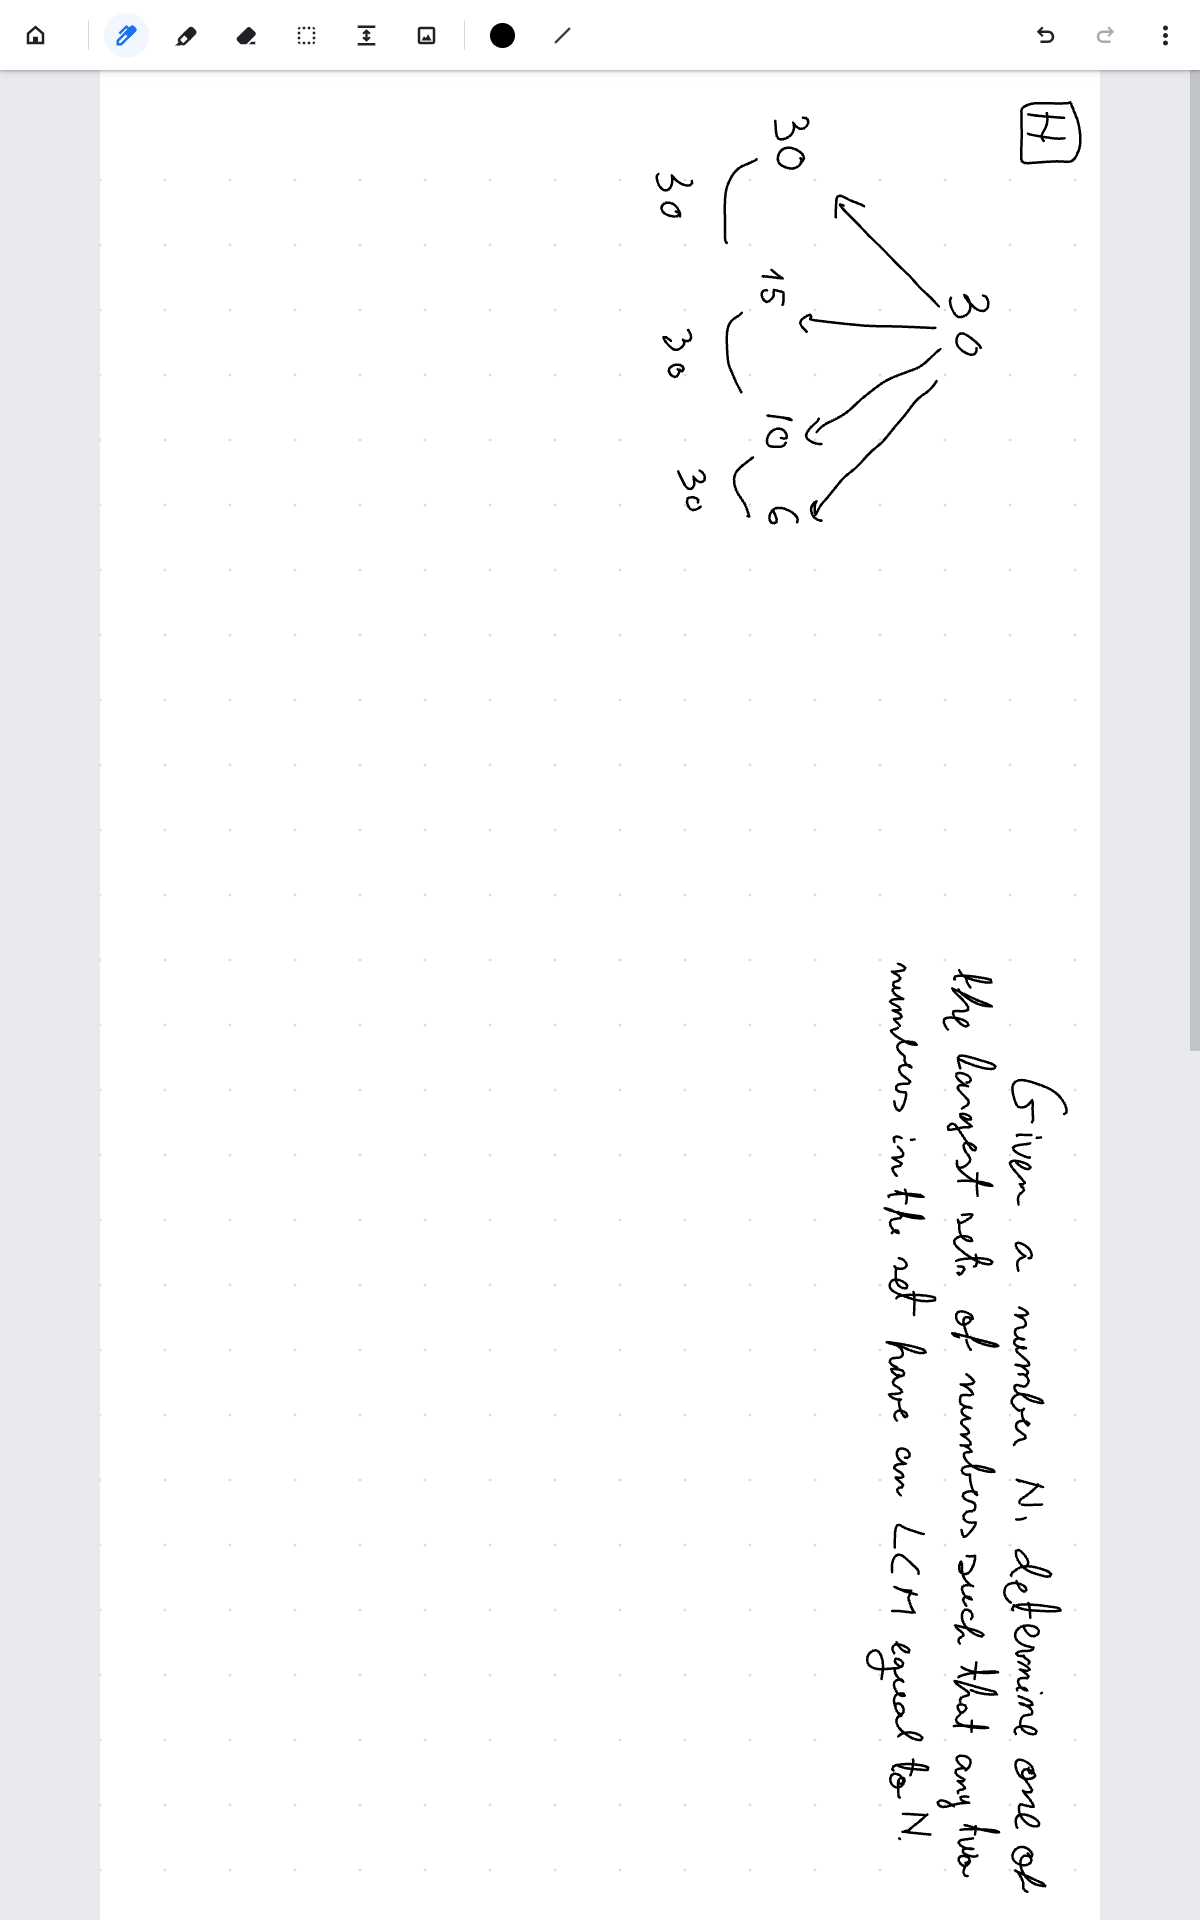 H
30
30 15 10 6
30 30 30
Given a number N, determine one of
the largest sets of numbers such that any two
numbers in the set have an LCM equal to N.